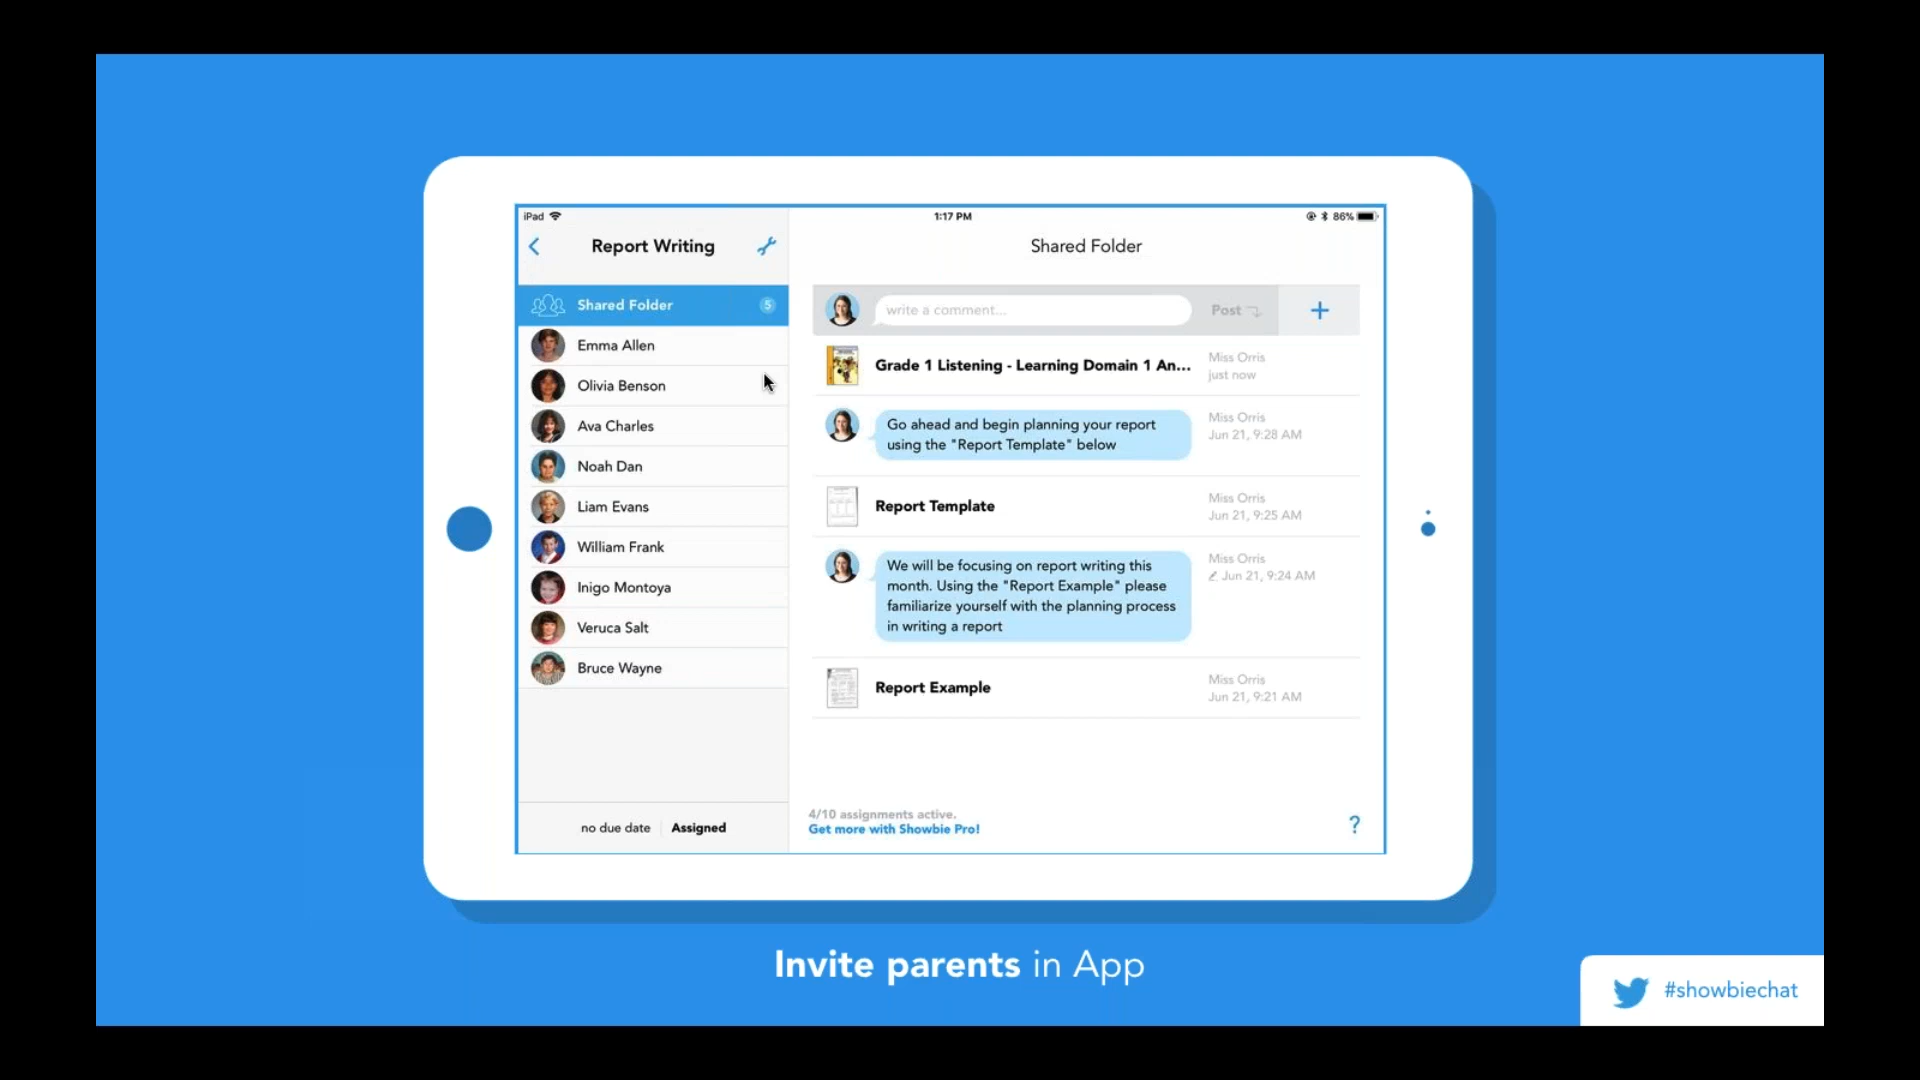 iPad
1:17 PM
86%
Report Writing
Shared Folder
Shared Folder
5
Emma Allen
Olivia Benson
Ava Charles
Noah Dan
Liam Evans
William Frank
Inigo Montoya
Veruca Salt
Bruce Wayne
no due date
Assigned
write a comment...
Post
+
Grade 1 Listening - Learning Domain 1 An...
Miss Orris
just now
Go ahead and begin planning your report
using the "Report Template" below
Miss Orris
Jun 21, 9:28 AM
Report Template
Miss Orris
Jun 21, 9:25 AM
We will be focusing on report writing this
month. Using the "Report Example" please
familiarize yourself with the planning process
in writing a report
Miss Orris
Jun 21, 9:24 AM
Report Example
Miss Orris
Jun 21, 9:21 AM
4/10 assignments active.
Get more with Showbie Pro!
?
Invite parents in App
#showbiechat